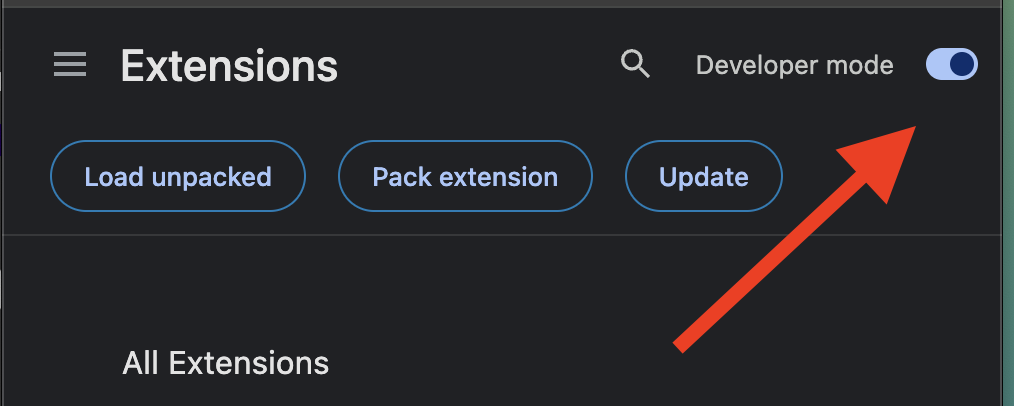 Extensions
Developer mode
Load unpacked
Pack extension
Update
All Extensions